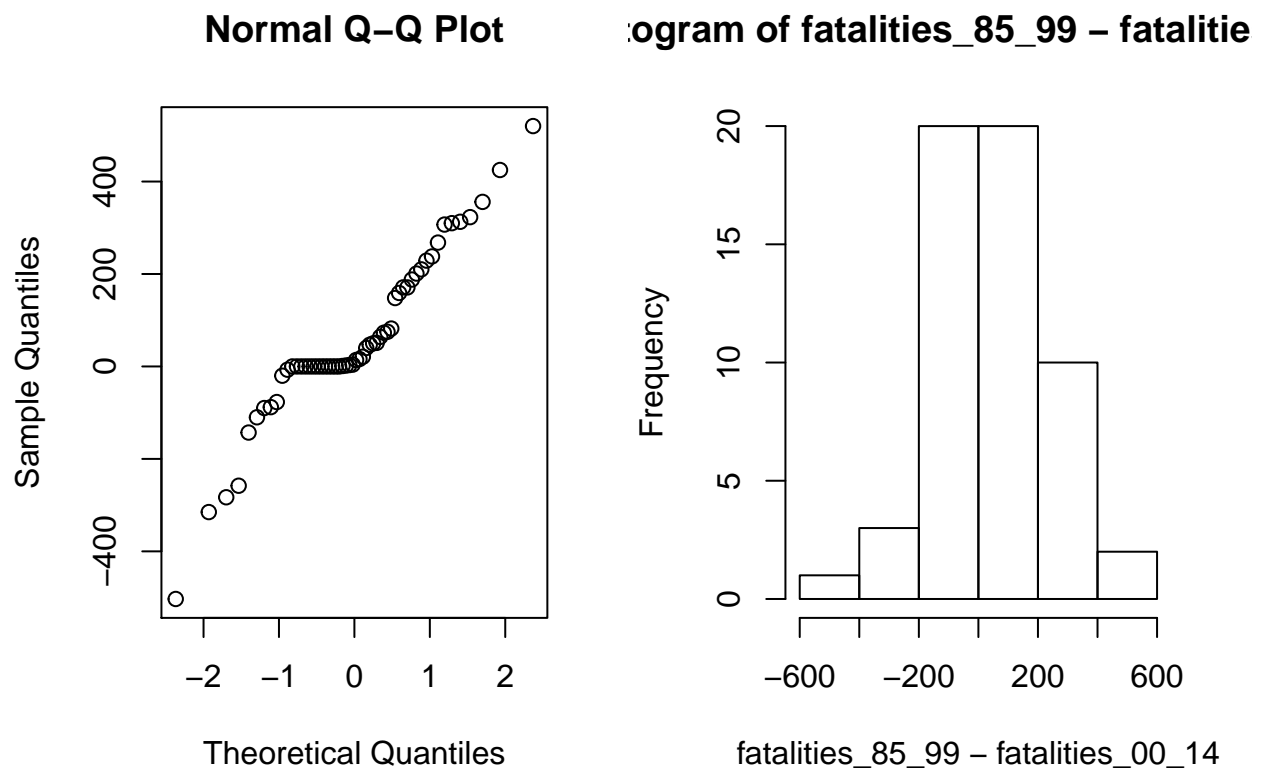 Normal Q−Q Plot
Sample Quantiles
400
200
0
−400
−2 −1 0 1 2
Theoretical Quantiles
togram of fatalities_85_99 − fatalitie
Frequency
20
15
10
5
0
−600 −200 200 600
fatalities_85_99 − fatalities_00_14